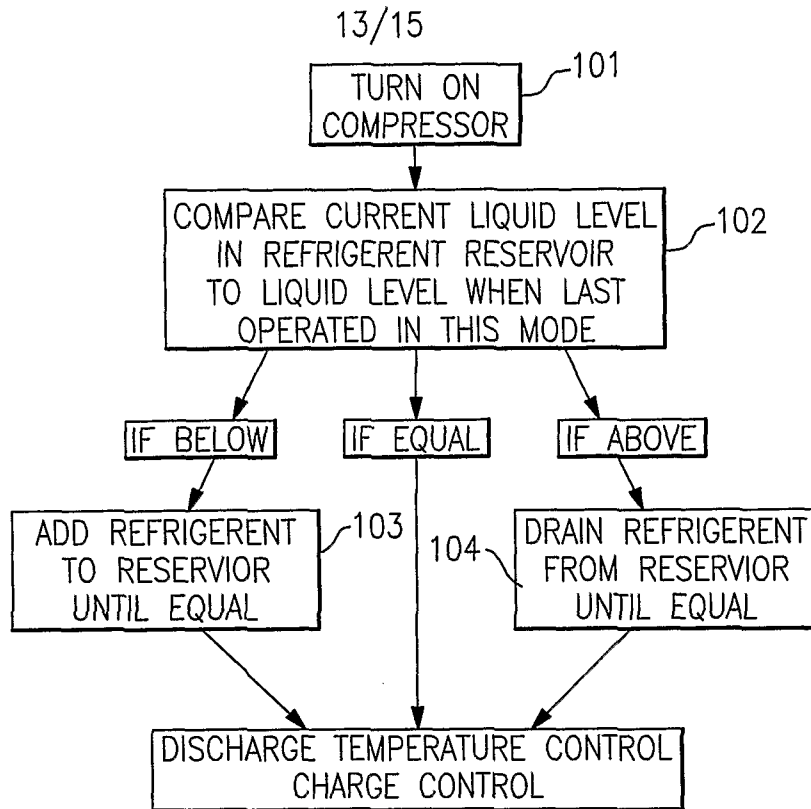 13/15
TURN ON
COMPRESSOR
101
COMPARE CURRENT LIQUID LEVEL
IN REFRIGERENT RESERVOIR
TO LIQUID LEVEL WHEN LAST
OPERATED IN THIS MODE
102
IF BELOW
IF EQUAL
IF ABOVE
ADD REFRIGERENT
TO RESERVIOR
UNTIL EQUAL
103
104
DRAIN REFRIGERENT
FROM RESERVIOR
UNTIL EQUAL
DISCHARGE TEMPERATURE CONTROL
CHARGE CONTROL